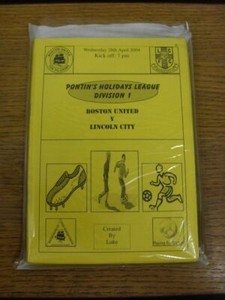 Wednesday 26th April 2006
Kick off: 7 pm
PONTIN'S HOLIDAYS LEAGUE
DIVISION 1
BOSTON UNITED
V
LINCOLN CITY
Created
By
Luke